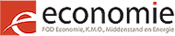 economie
FOD Economie, K.M.O., Middenstand en Energie